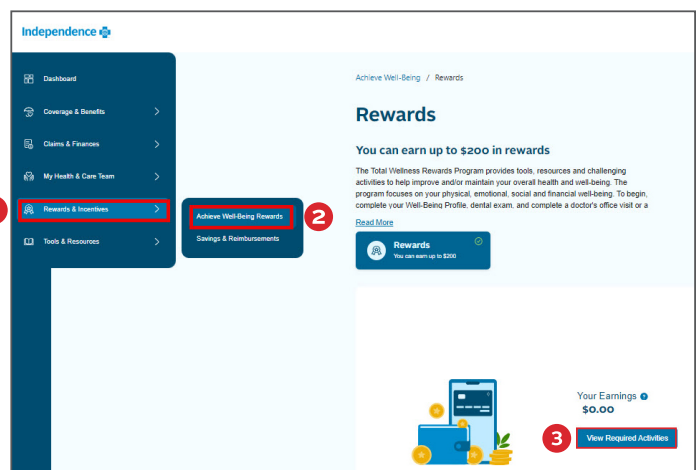 Independence
Dashboard
Coverage & Benefits
Claims & Finances
My Health & Care Team
Rewards & Incentives
Tools & Resources
Achieve Well-Being Rewards
2
Savings & Reimbursements
Achieve Well-Being / Rewards
Rewards
You can earn up to $200 in rewards
The Total Wellness Rewards Program provides tools, resources and challenging
activities to help improve and/or maintain your overall health and well-being. The
program focuses on your physical, emotional, social and financial well-being. To begin,
complete your Well-Being Profile, dental exam, and complete a doctor's office visit or a
Read More
Rewards
You can earn up to $200
Your Earnings ?
$0.00
3
View Required Activities